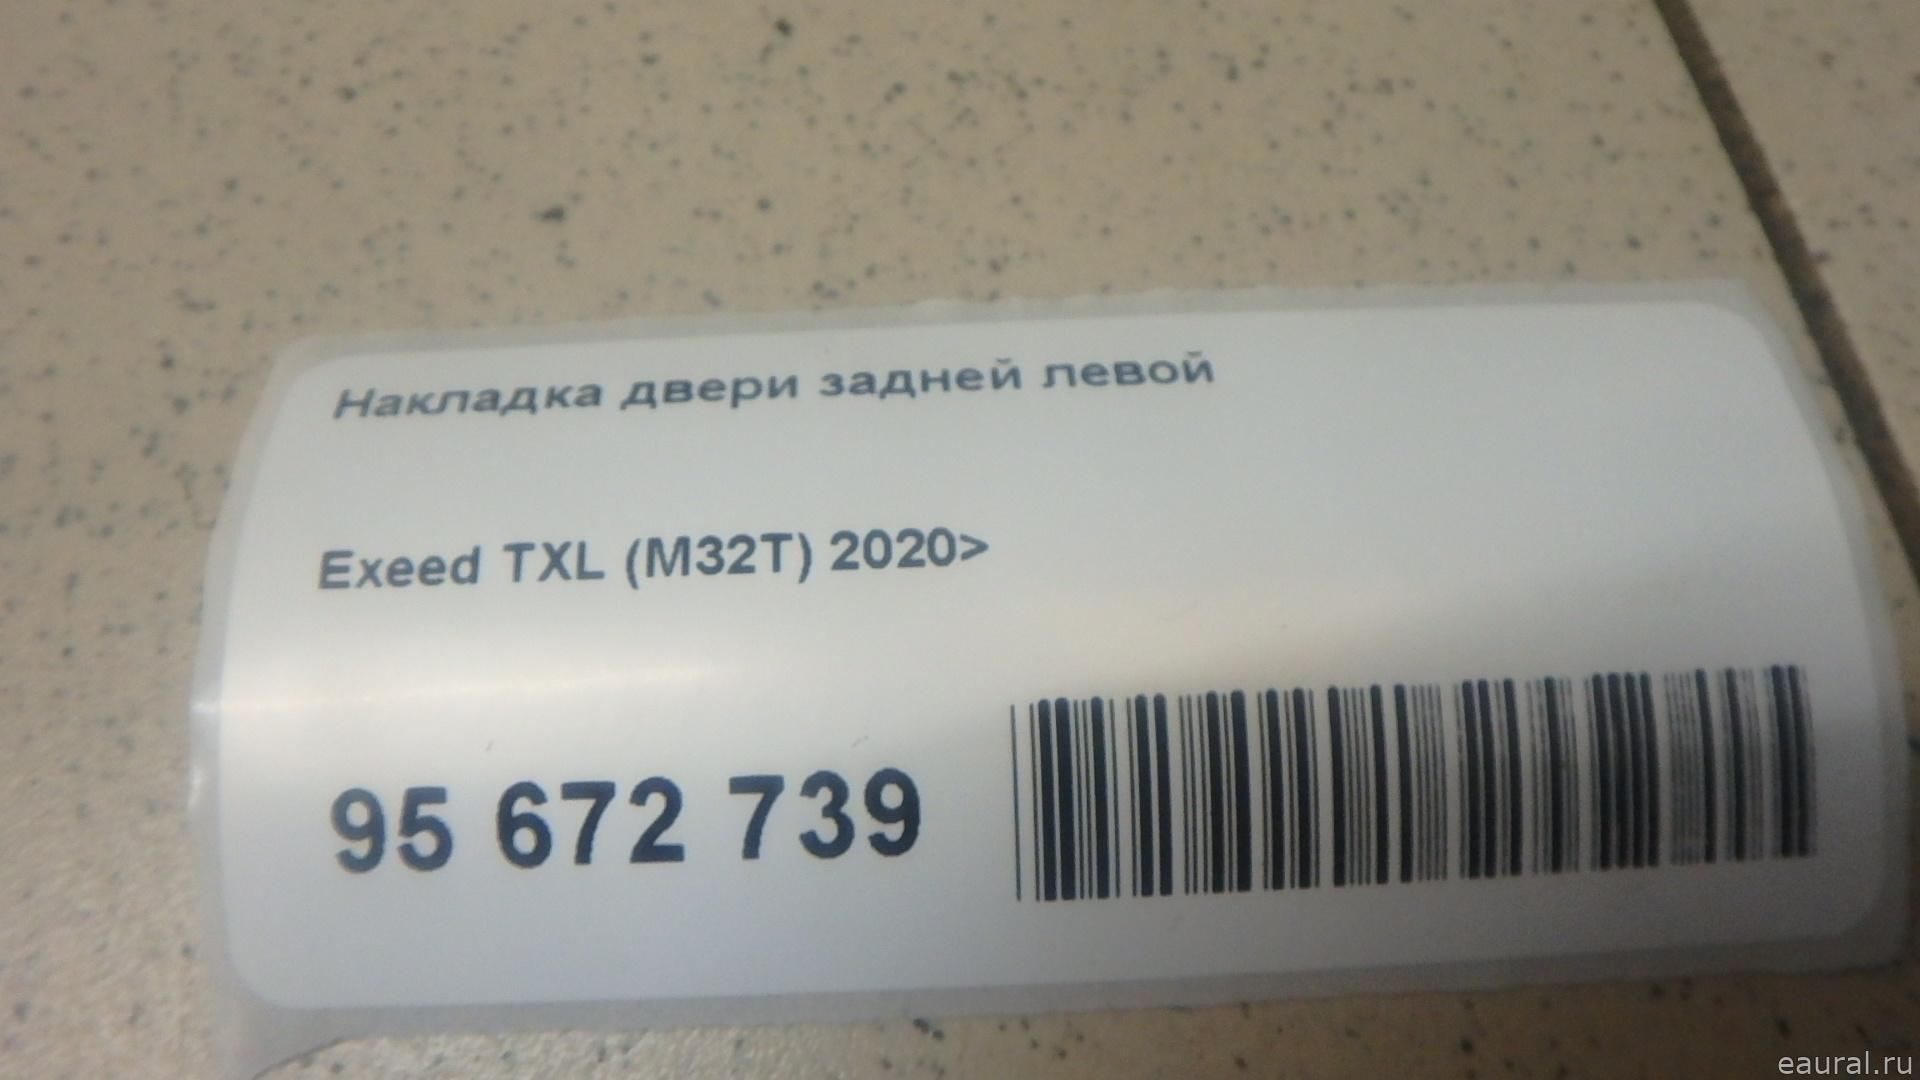 Накладка двери задней левой
Exeed TXL (M32T) 2020>
95 672 739
eaural.ru